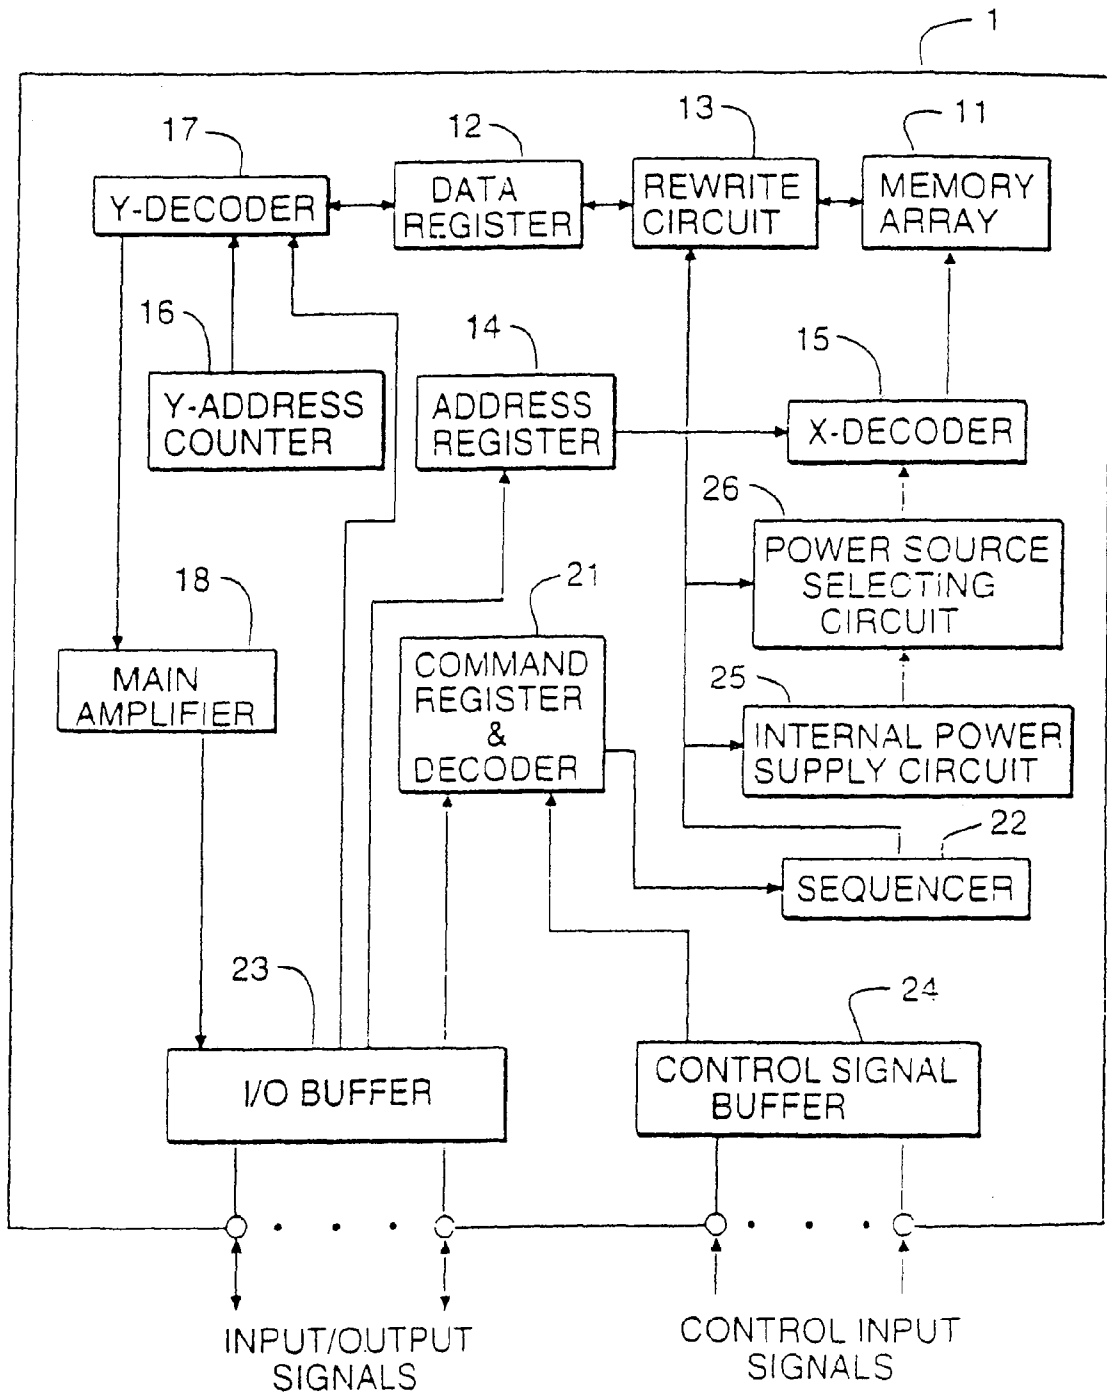 1
17
12
13
11
Y-DECODER
DATA
REGISTER
REWRITE
CIRCUIT
MEMORY
ARRAY
16
14
15
Y-ADDRESS
COUNTER
ADDRESS
REGISTER
X-DECODER
26
POWER SOURCE
SELECTING
CIRCUIT
18
21
MAIN
AMPLIFIER
COMMAND
REGISTER
&
DECODER
25
INTERNAL POWER
SUPPLY CIRCUIT
22
SEQUENCER
23
24
I/O BUFFER
CONTROL SIGNAL
BUFFER
INPUT/OUTPUT
SIGNALS
CONTROL INPUT
SIGNALS